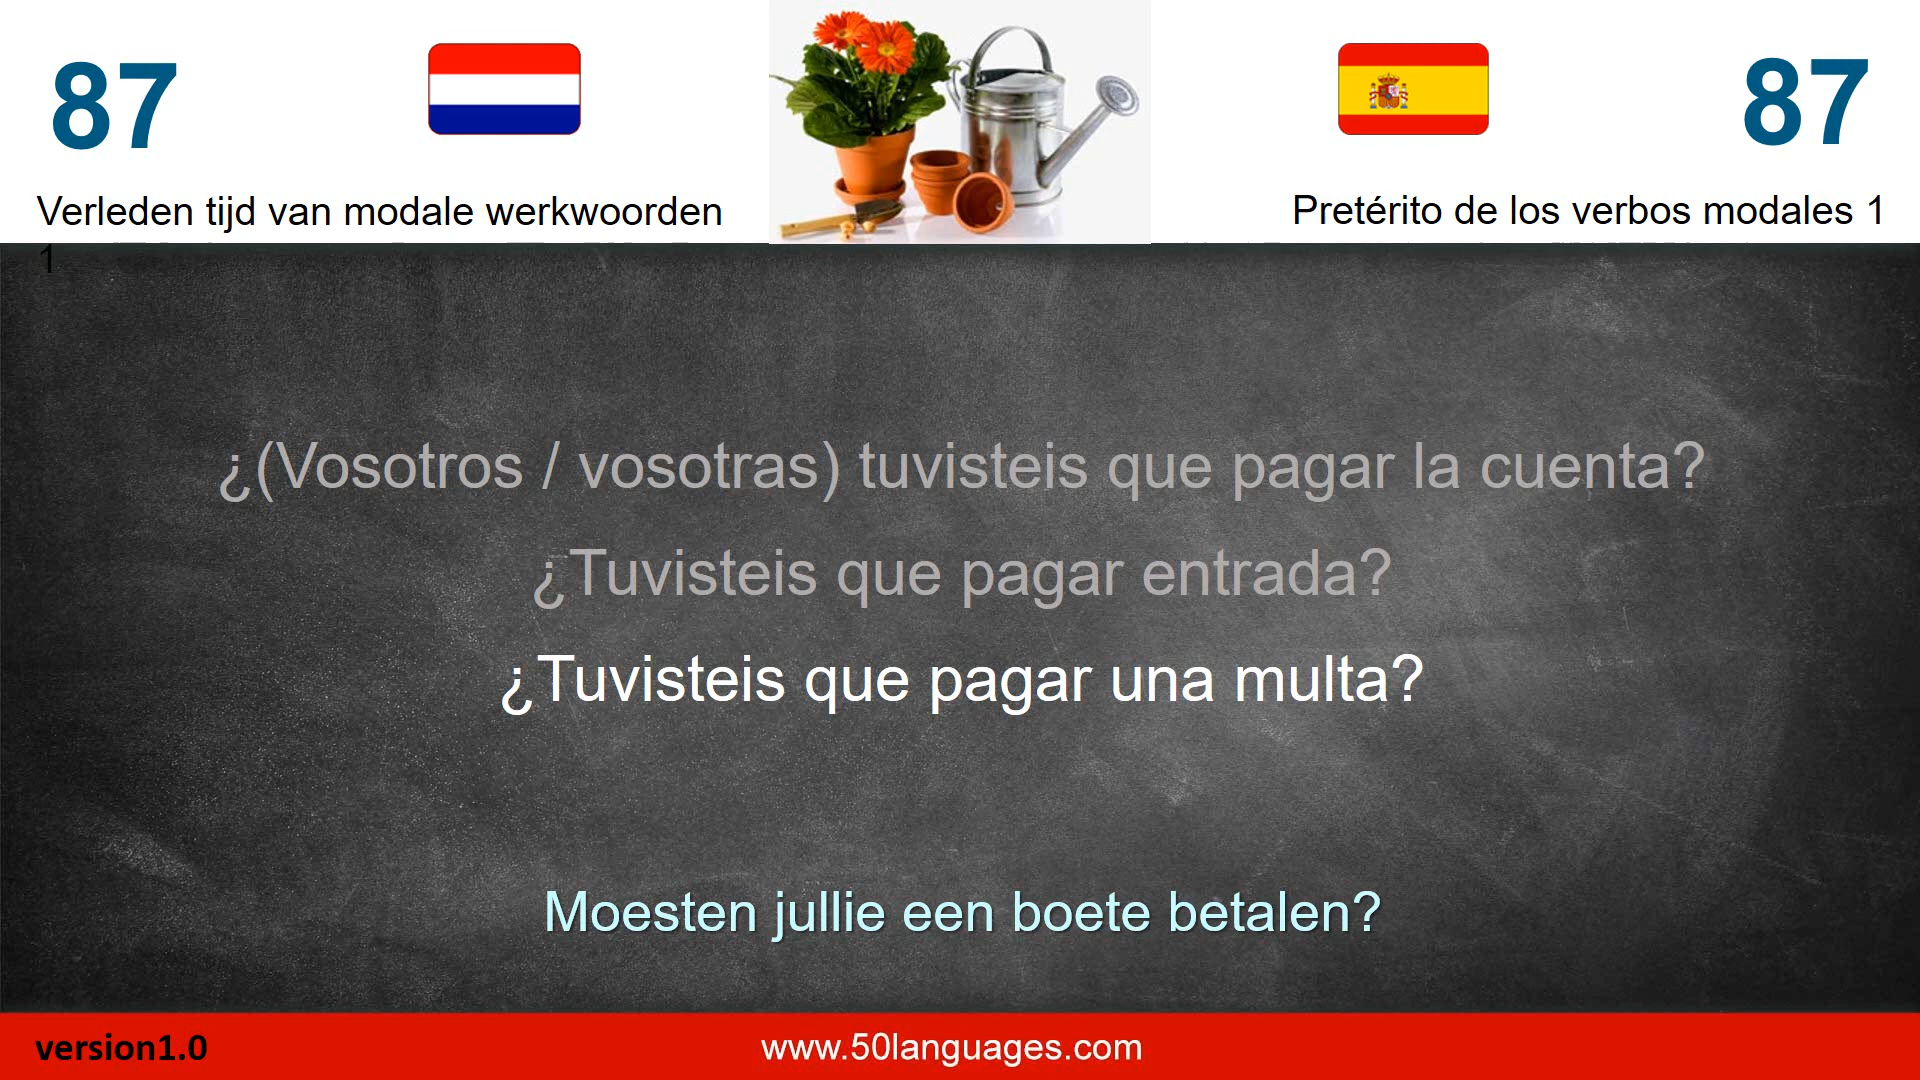 87
87
Verleden tijd van modale werkwoorden
1
Pretérito de los verbos modales 1
¿(Vosotros / vosotras) tuvisteis que pagar la cuenta?
¿Tuvisteis que pagar entrada?
¿Tuvisteis que pagar una multa?
Moesten jullie een boete betalen?
version1.0
www.50languages.com